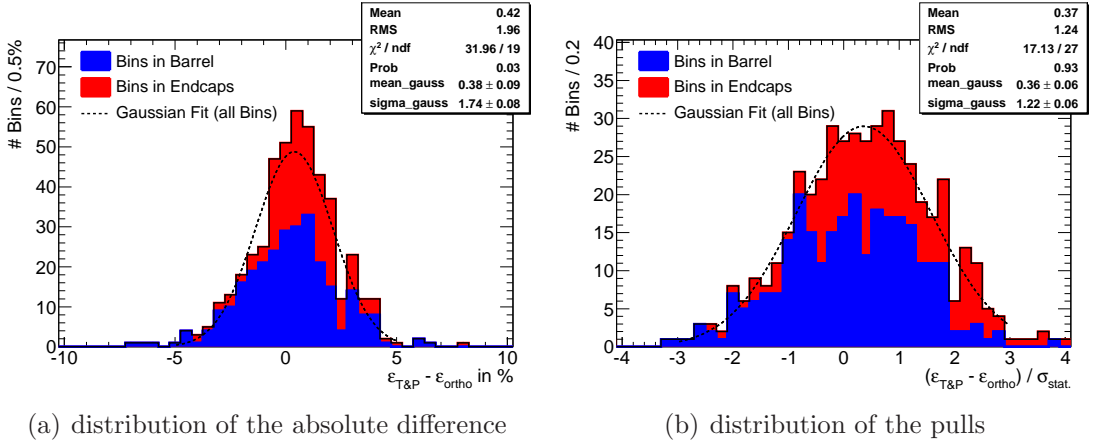 Mean 0.42
RMS 1.96
χ² / ndf 31.96 / 19
Prob 0.03
mean_gauss 0.38 ± 0.09
sigma_gauss 1.74 ± 0.08
Bins in Barrel
Bins in Endcaps
Gaussian Fit (all Bins)
# Bins / 0.5%
70
60
50
40
30
20
10
0
-10 -5 0 5 10
ε_T&P - ε_ortho in %
(a) distribution of the absolute difference
Mean 0.37
RMS 1.24
χ² / ndf 17.13 / 27
Prob 0.93
mean_gauss 0.36 ± 0.06
sigma_gauss 1.22 ± 0.06
Bins in Barrel
Bins in Endcaps
Gaussian Fit (all Bins)
# Bins / 0.2
40
35
30
25
20
15
10
5
0
-4 -3 -2 -1 0 1 2 3 4
(ε_T&P - ε_ortho) / σ_stat.
(b) distribution of the pulls